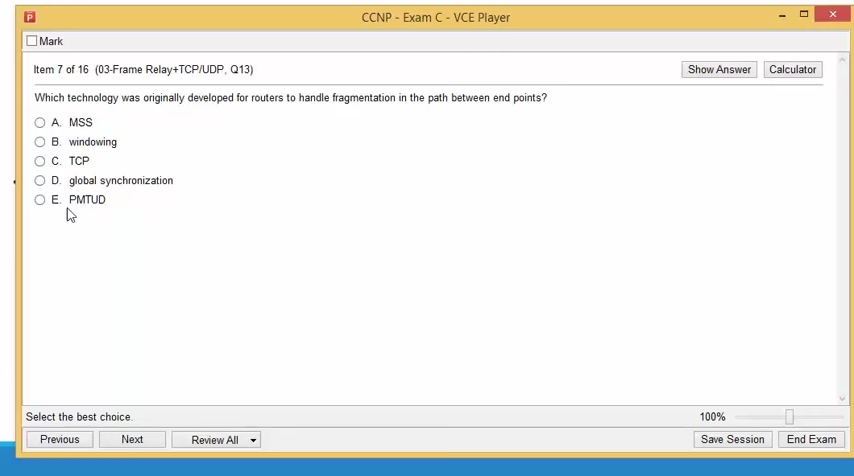 CCNP - Exam C - VCE Player
Mark
Item 7 of 16 (03-Frame Relay+TCP/UDP, Q13)
Show Answer
Calculator
Which technology was originally developed for routers to handle fragmentation in the path between end points?
A. MSS
B. windowing
C. TCP
D. global synchronization
E. PMTUD
Select the best choice.
100%
Previous
Next
Review All
Save Session
End Exam